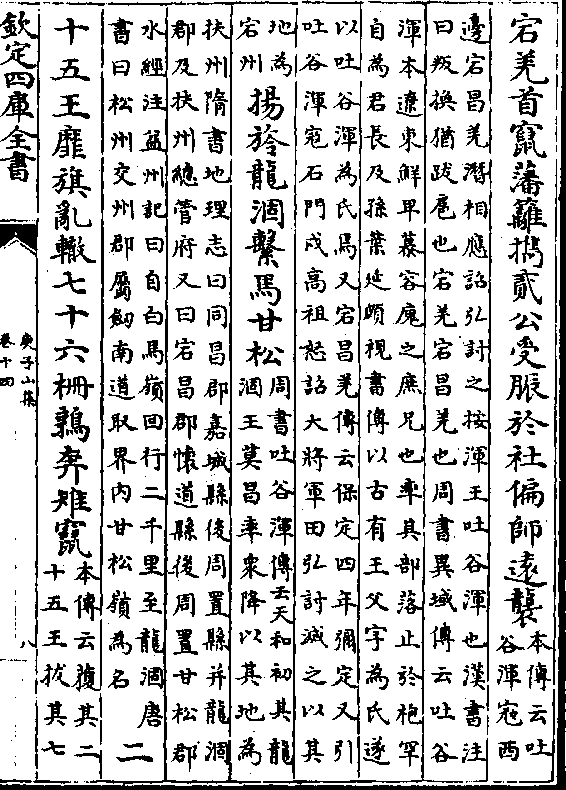 宕羌首竄藩籬攜貳公受脤於社偏師遠襲
本傳云吐
谷渾寇西
邊宕昌羌潛相應詔弘討之按渾王吐谷渾也漢書注
曰叛換猶跋扈也宕羌宕昌羌也周書異域傳云吐谷
渾本遼東鮮卑慕容廆之庶兄也率其部落止於枹罕
自為君長及孫葉延頗視書傳以古有王父字為氏遂
以吐谷渾為氏焉又宕昌羌傳云保定四年彌定又引
吐谷渾寇石門戍高祖怒詔大將軍田弘討滅之以其
地為
宕州
揚旍龍涸繫馬甘松
周書吐谷渾傳云天和初其龍
涸王莫昌率衆降以其地為
扶州隋書地理志曰同昌郡嘉城縣後周置縣并龍涸
郡及扶州總管府又曰宕昌郡懷道縣後周置甘松郡
水經注益州記曰自白馬嶺回行二千里至龍涸唐
書曰松州交州郡屬劒南道取界内甘松嶺為名
二
十五王靡旗亂轍七十六栅鶉奔雉竄
本傳云獲其二
十五王拔其七
欽定四庫全書
庾子山集
卷十四
八